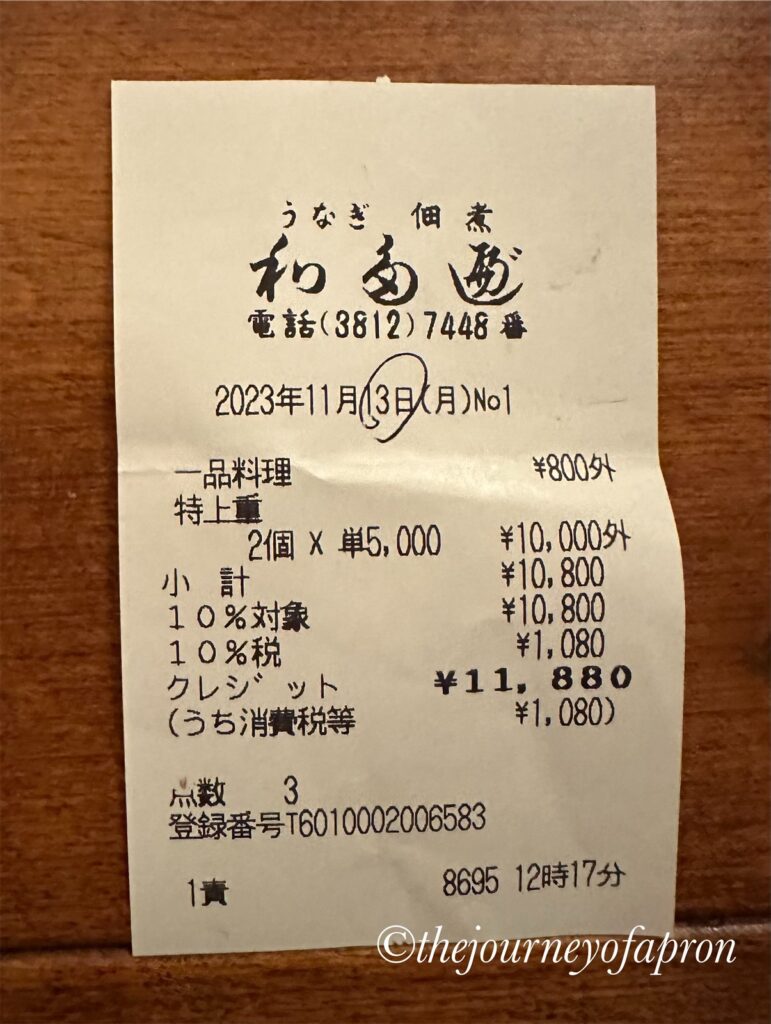 うなぎ 佃煮
和多遍゛
電話(3812)7448番
2023年11月13日(月)No1
一品料理 ¥800外
特上重
2個 X 単5,000 ¥10,000外
小 計 ¥10,800
10%対象 ¥10,800
10%税 ¥1,080
クレジット ¥11,880
(うち消費税等 ¥1,080)
点数 3
登録番号T6010002006583
1責 8695 12時17分
©thejourneyofapron